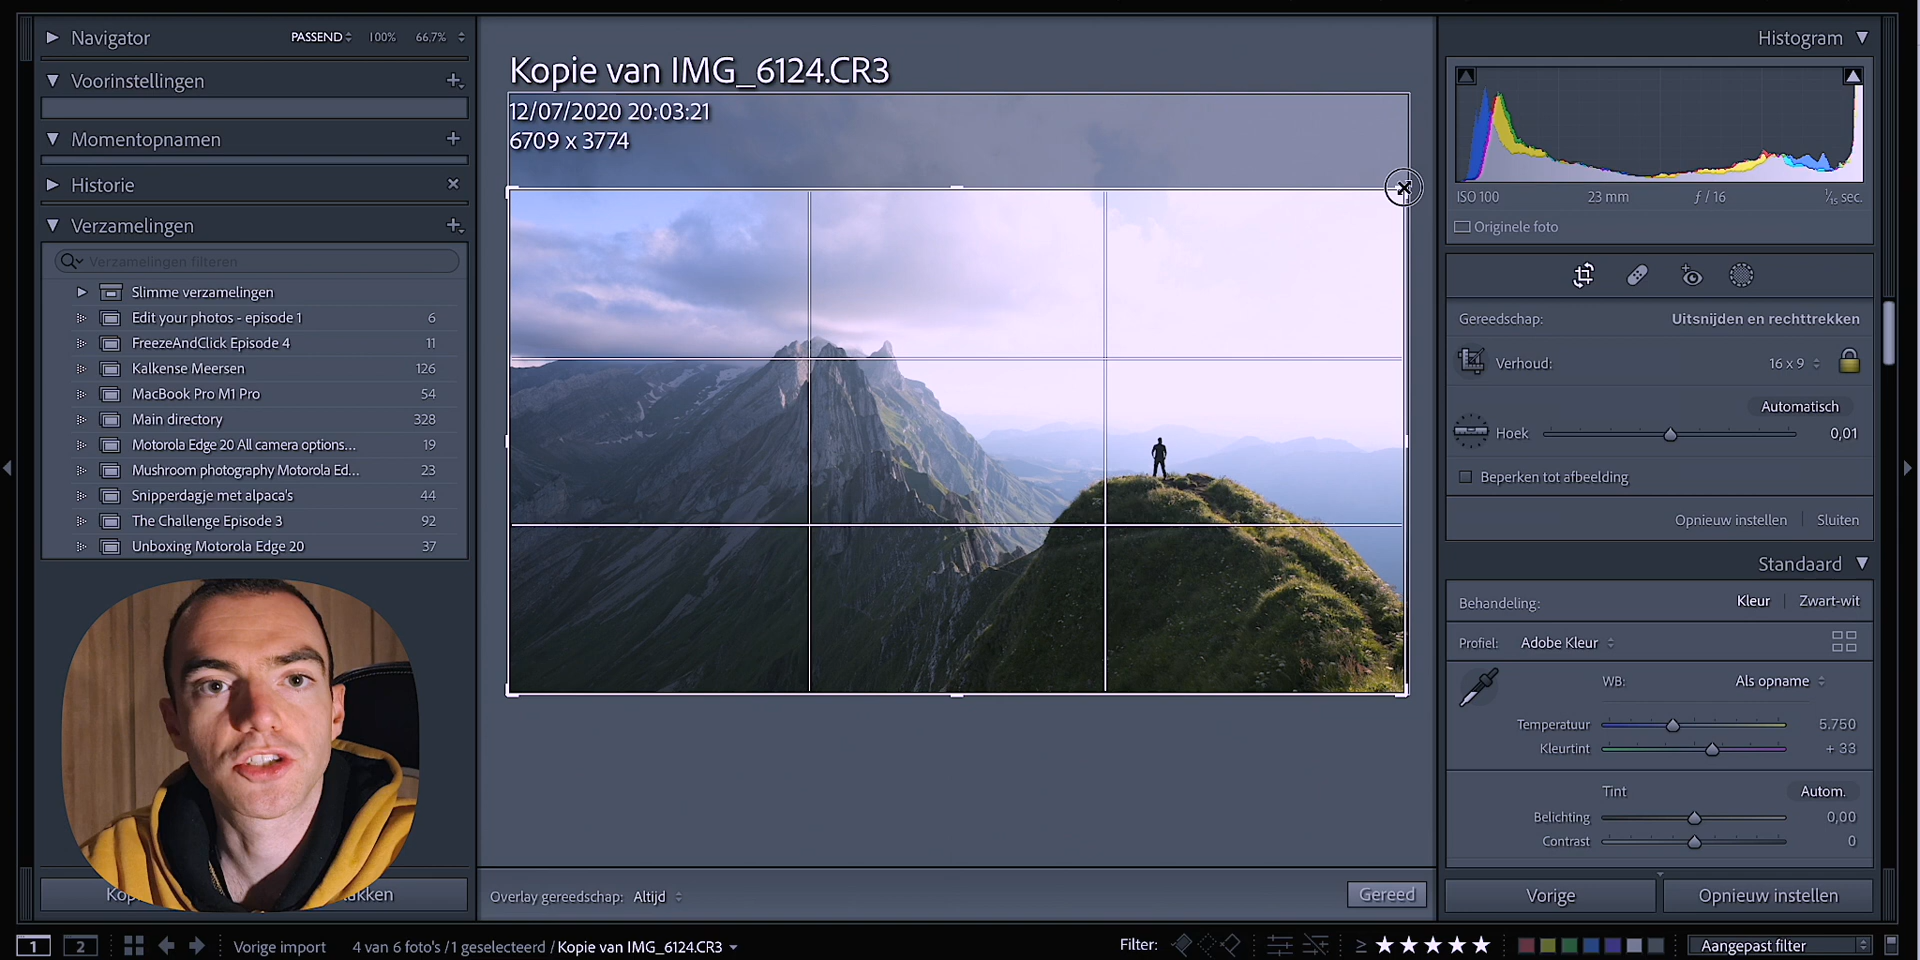 Navigator PASSEND 100% 66,7%
Voorinstellingen
Momentopnamen
Historie
Verzamelingen
Verzamelingen filteren
Slimme verzamelingen
Edit your photos - episode 1 6
FreezeAndClick Episode 4 11
Kalkense Meersen 126
MacBook Pro M1 Pro 54
Main directory 328
Motorola Edge 20 All camera options... 19
Mushroom photography Motorola Ed... 23
Snipperdagje met alpaca's 44
The Challenge Episode 3 92
Unboxing Motorola Edge 20 37
Kopie van IMG_6124.CR3
12/07/2020 20:03:21
6709 x 3774
Overlay gereedschap: Altijd
Gereed
Histogram
ISO 100 23 mm ƒ / 16 ¹⁄₁₅ sec.
Originele foto
Gereedschap: Uitsnijden en rechttrekken
Verhoud: 16 x 9
Automatisch
Hoek 0,01
Beperken tot afbeelding
Opnieuw instellen Sluiten
Standaard
Behandeling: Kleur Zwart-wit
Profiel: Adobe Kleur
WB: Als opname
Temperatuur 5.750
Kleurtint + 33
Tint Autom.
Belichting 0,00
Contrast 0
Vorige Opnieuw instellen
1 2 Vorige import 4 van 6 foto's /1 geselecteerd / Kopie van IMG_6124.CR3
Filter: ≥ ★★★★★ Aangepast filter